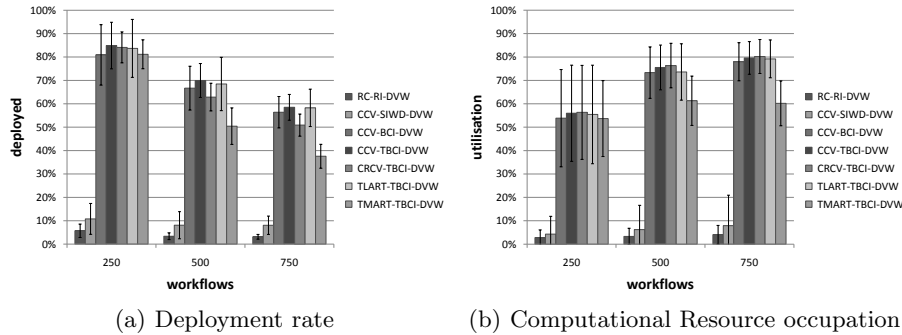 100%
90%
80%
70%
60%
50%
40%
30%
20%
10%
0%
deployed
250 500 750
workflows
RC-RI-DVW
CCV-SIWD-DVW
CCV-BCI-DVW
CCV-TBCI-DVW
CRCV-TBCI-DVW
TLART-TBCI-DVW
TMART-TBCI-DVW
(a) Deployment rate
100%
90%
80%
70%
60%
50%
40%
30%
20%
10%
0%
utilisation
250 500 750
workflows
RC-RI-DVW
CCV-SIWD-DVW
CCV-BCI-DVW
CCV-TBCI-DVW
CRCV-TBCI-DVW
TLART-TBCI-DVW
TMART-TBCI-DVW
(b) Computational Resource occupation